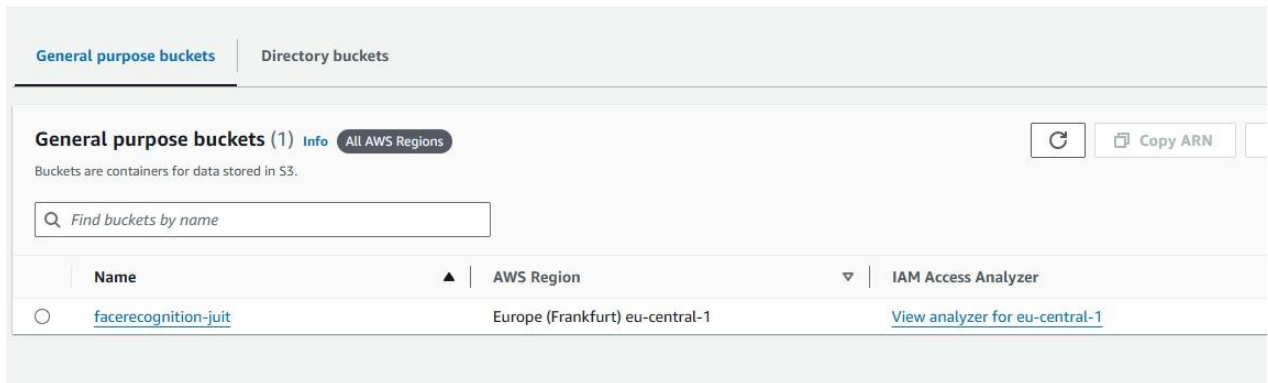 General purpose buckets Directory buckets
General purpose buckets (1) Info All AWS Regions
Copy ARN
Buckets are containers for data stored in S3.
Find buckets by name
Name AWS Region IAM Access Analyzer
facerecognition-juit Europe (Frankfurt) eu-central-1 View analyzer for eu-central-1